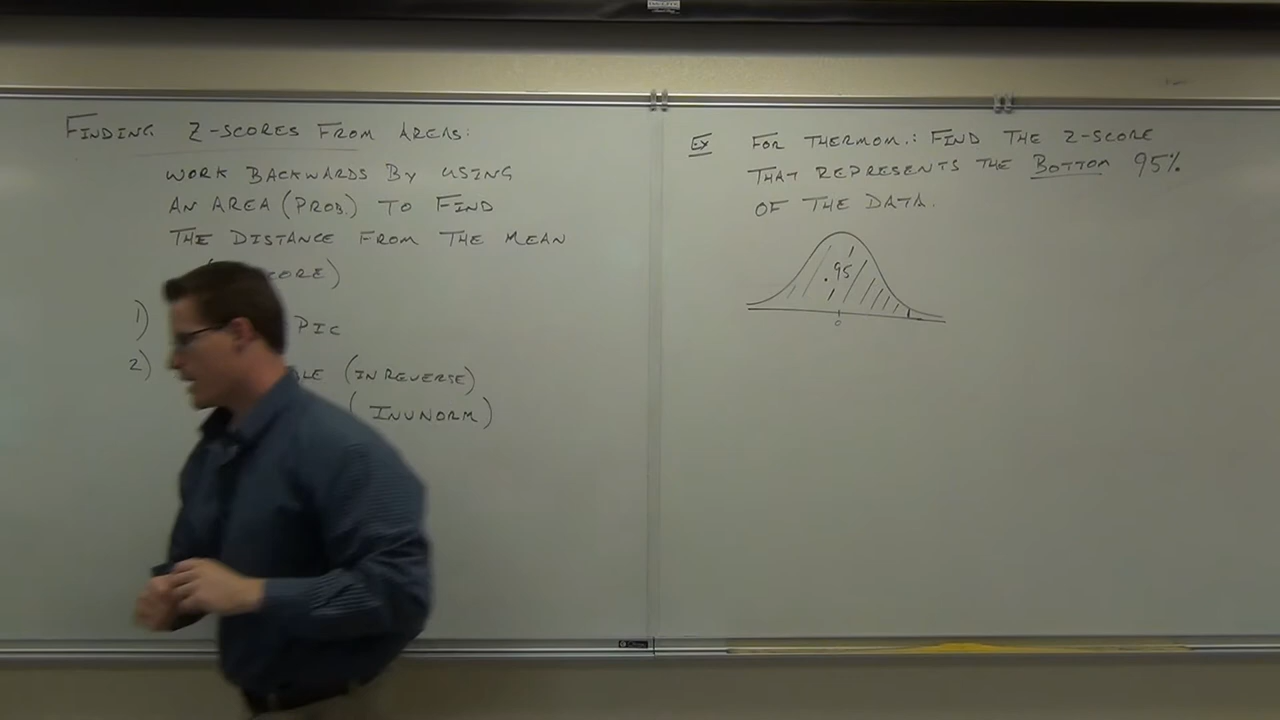 FINDING Z-SCORES FROM AREAS:
WORK BACKWARDS BY USING
AN AREA (PROB.) TO FIND
THE DISTANCE FROM THE MEAN
ORE)
1) PIC
2) LE (IN REVERSE)
(INVNORM)
EX FOR THERMOM.: FIND THE Z-SCORE
THAT REPRESENTS THE BOTTOM 95%
OF THE DATA.
.95
0